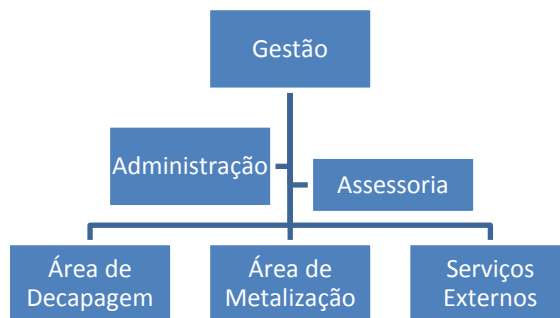 Gestão
Administração
Assessoria
Área de
Decapagem
Área de
Metalização
Serviços
Externos